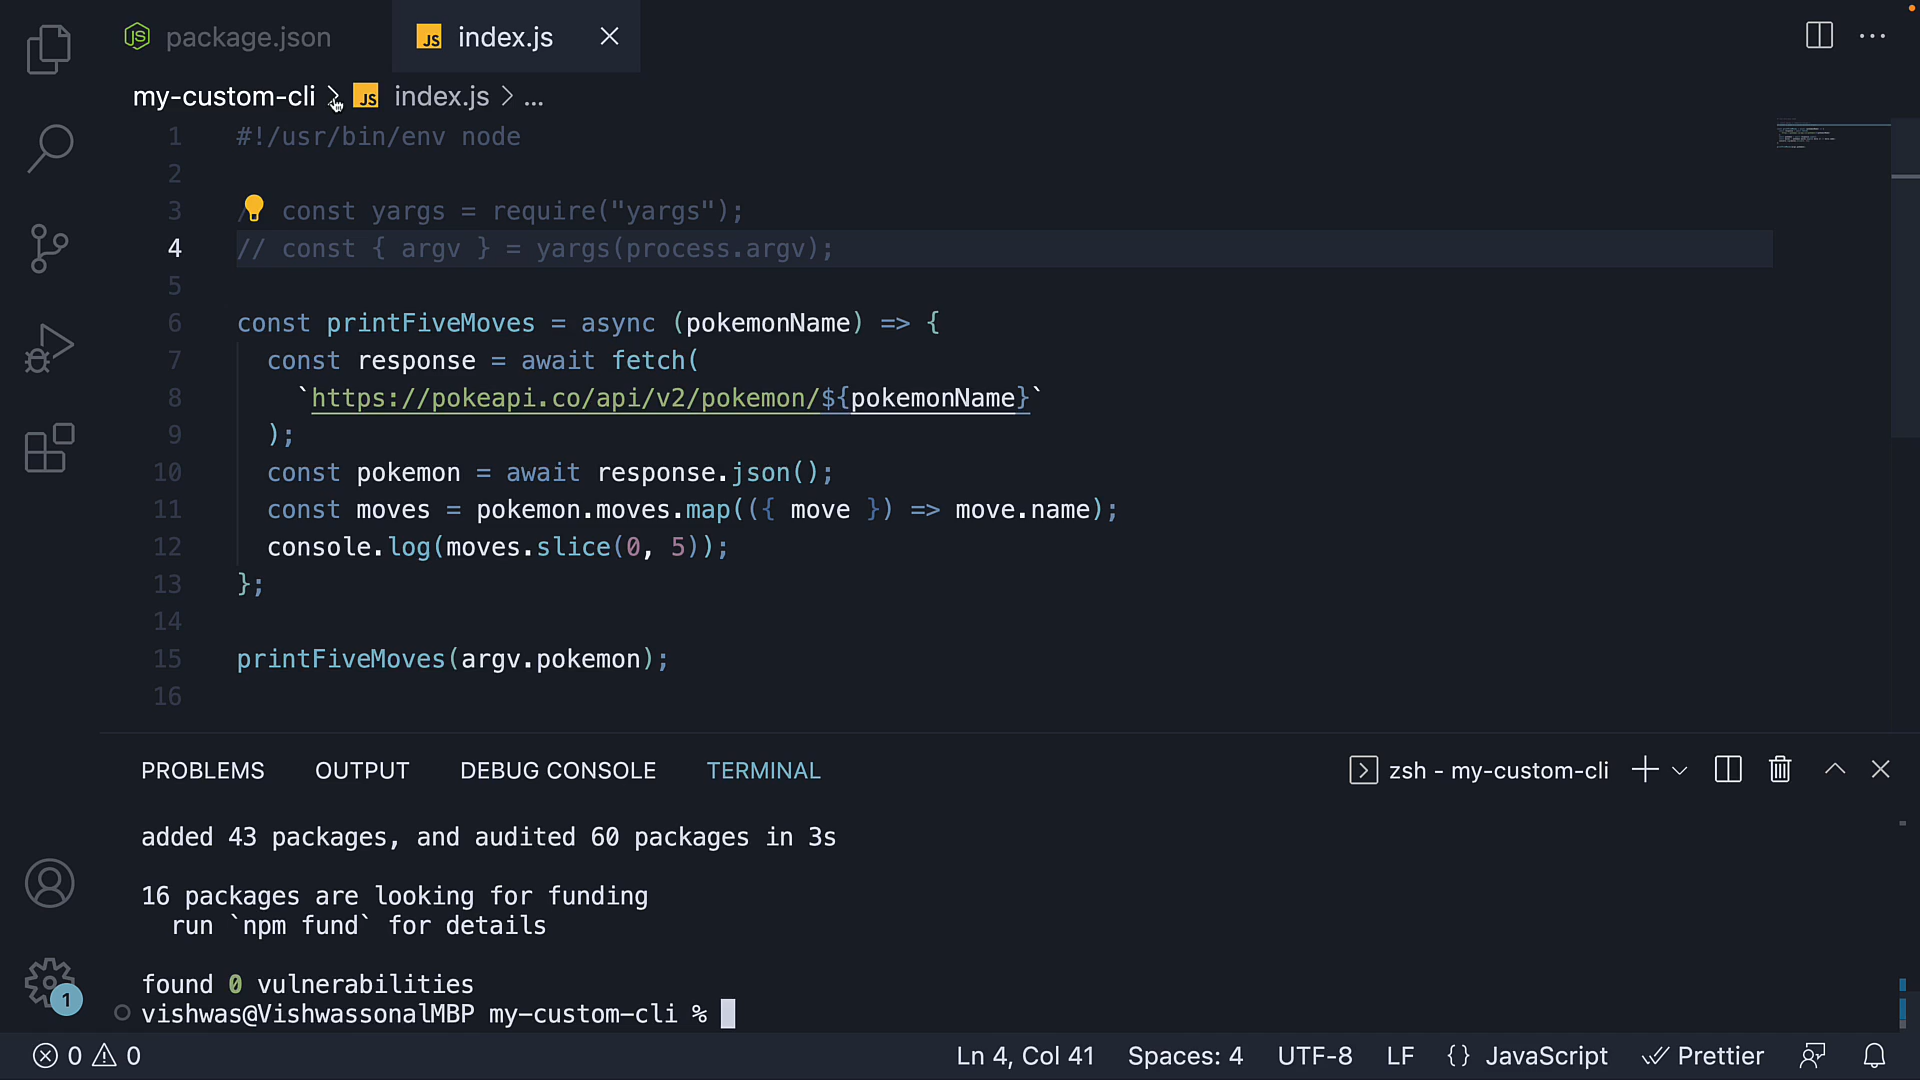 package.json
JS index.js
my-custom-cli > JS index.js > ...
1 #!/usr/bin/env node
2
3 / const yargs = require("yargs");
4 // const { argv } = yargs(process.argv);
5
6 const printFiveMoves = async (pokemonName) => {
7 const response = await fetch(
8 `https://pokeapi.co/api/v2/pokemon/${pokemonName}`
9 );
10 const pokemon = await response.json();
11 const moves = pokemon.moves.map(({ move }) => move.name);
12 console.log(moves.slice(0, 5));
13 };
14
15 printFiveMoves(argv.pokemon);
16
PROBLEMS OUTPUT DEBUG CONSOLE TERMINAL zsh - my-custom-cli
added 43 packages, and audited 60 packages in 3s
16 packages are looking for funding
run `npm fund` for details
found 0 vulnerabilities
vishwas@VishwassonalMBP my-custom-cli %
1
0 0 Ln 4, Col 41 Spaces: 4 UTF-8 LF {} JavaScript Prettier